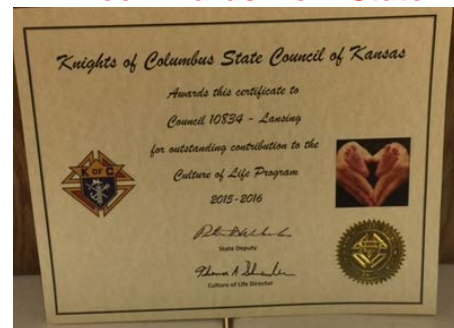 Knights of Columbus State Council of Kansas
Awards this certificate to
Council 10834 - Lansing
for outstanding contribution to the
Culture of Life Program
2015-2016
K OF C
State Deputy
Culture of Life Director